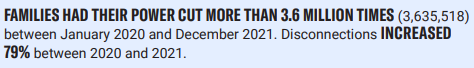 FAMILIES HAD THEIR POWER CUT MORE THAN 3.6 MILLION TIMES (3,635,518)
between January 2020 and December 2021. Disconnections INCREASED
79% between 2020 and 2021.